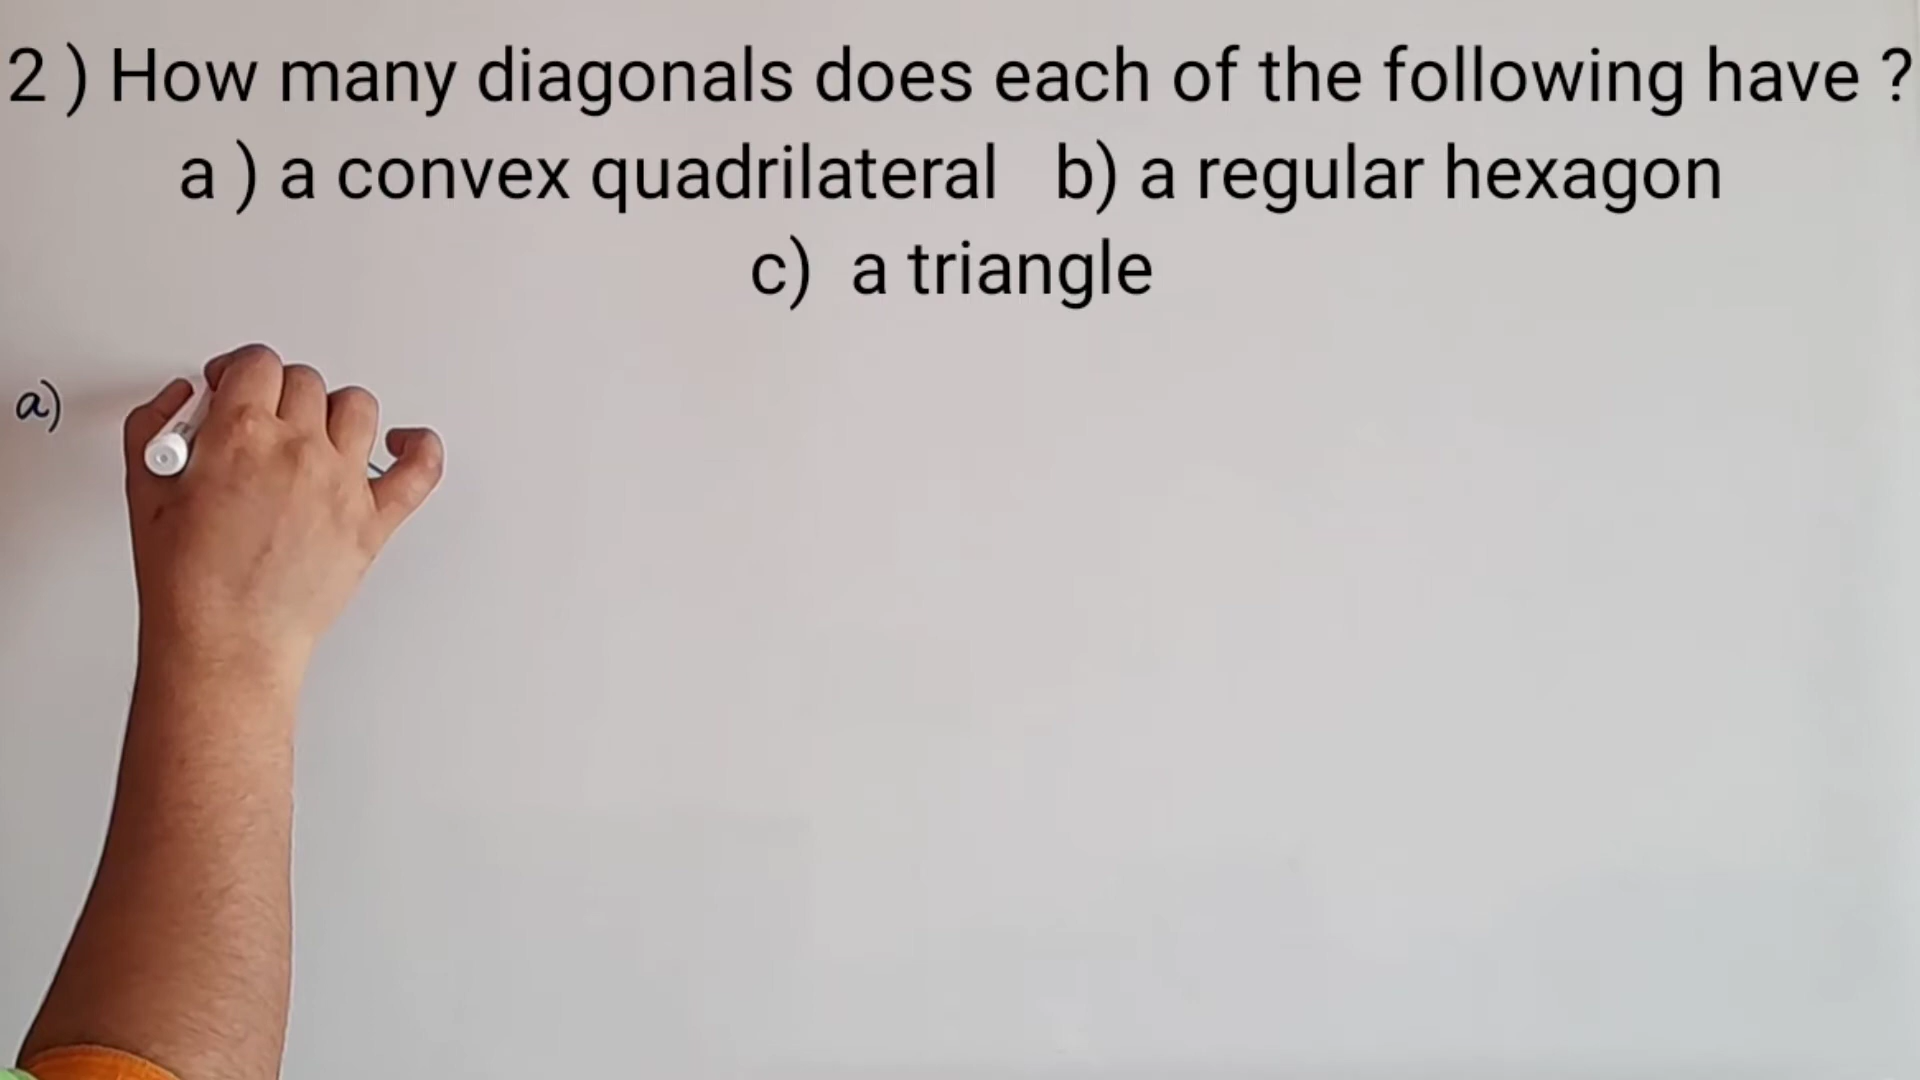 2 ) How many diagonals does each of the following have ?
a ) a convex quadrilateral b) a regular hexagon
c) a triangle
a)